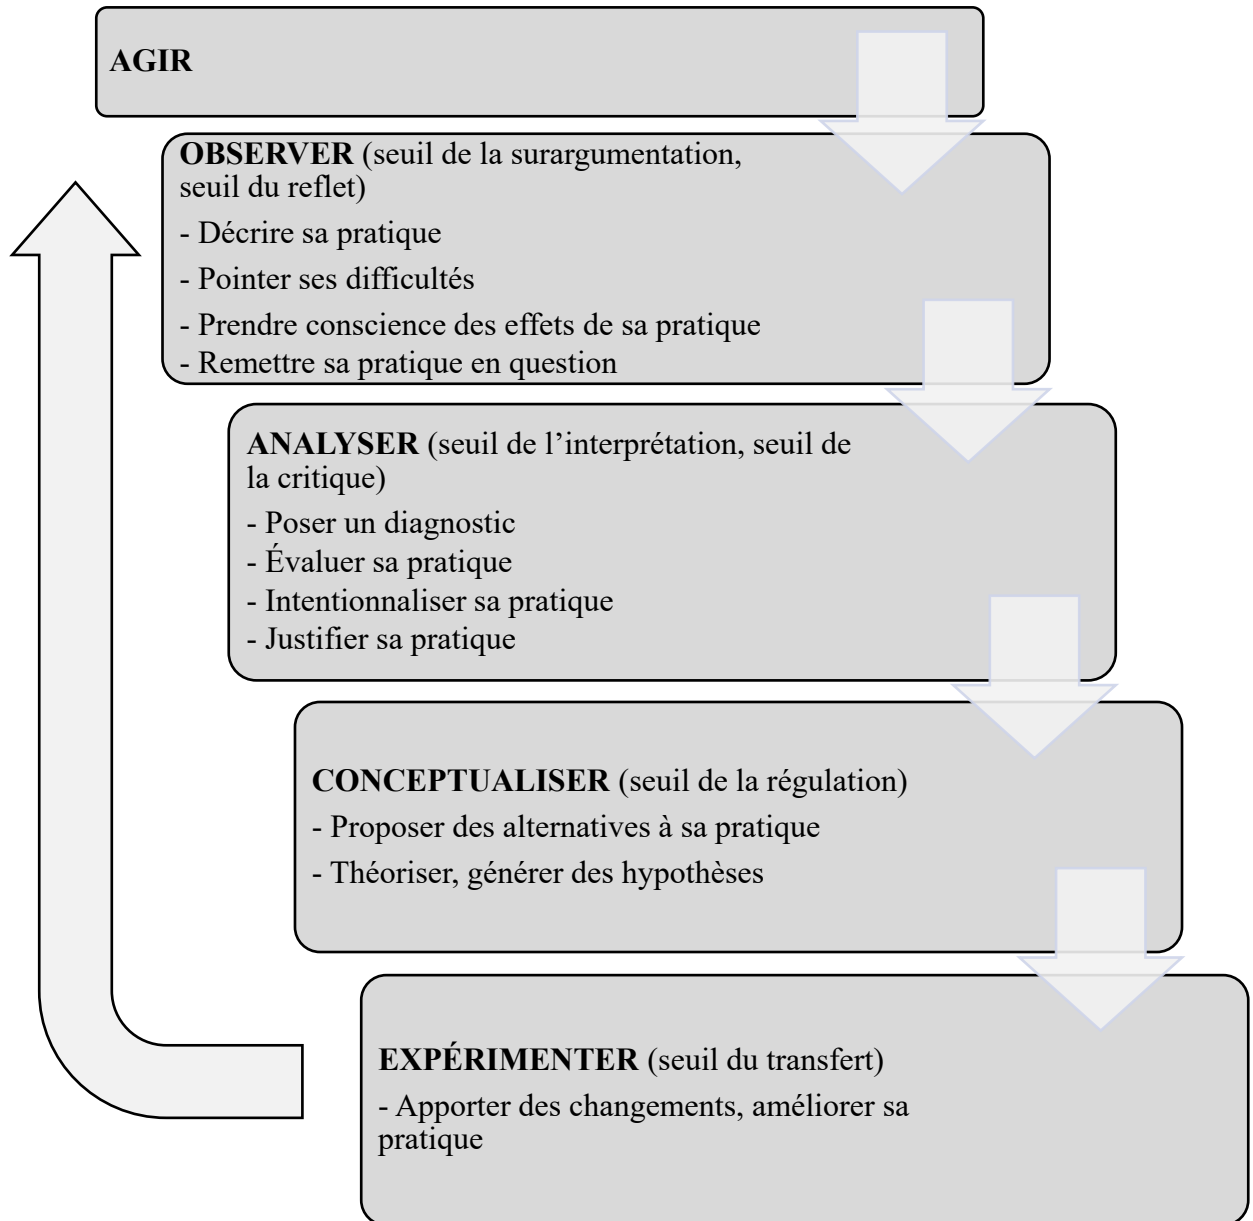 AGIR
OBSERVER (seuil de la surargumentation,
seuil du reflet)
- Décrire sa pratique
- Pointer ses difficultés
- Prendre conscience des effets de sa pratique
- Remettre sa pratique en question
ANALYSER (seuil de l’interprétation, seuil de
la critique)
- Poser un diagnostic
- Évaluer sa pratique
- Intentionnaliser sa pratique
- Justifier sa pratique
CONCEPTUALISER (seuil de la régulation)
- Proposer des alternatives à sa pratique
- Théoriser, générer des hypothèses
EXPÉRIMENTER (seuil du transfert)
- Apporter des changements, améliorer sa
pratique